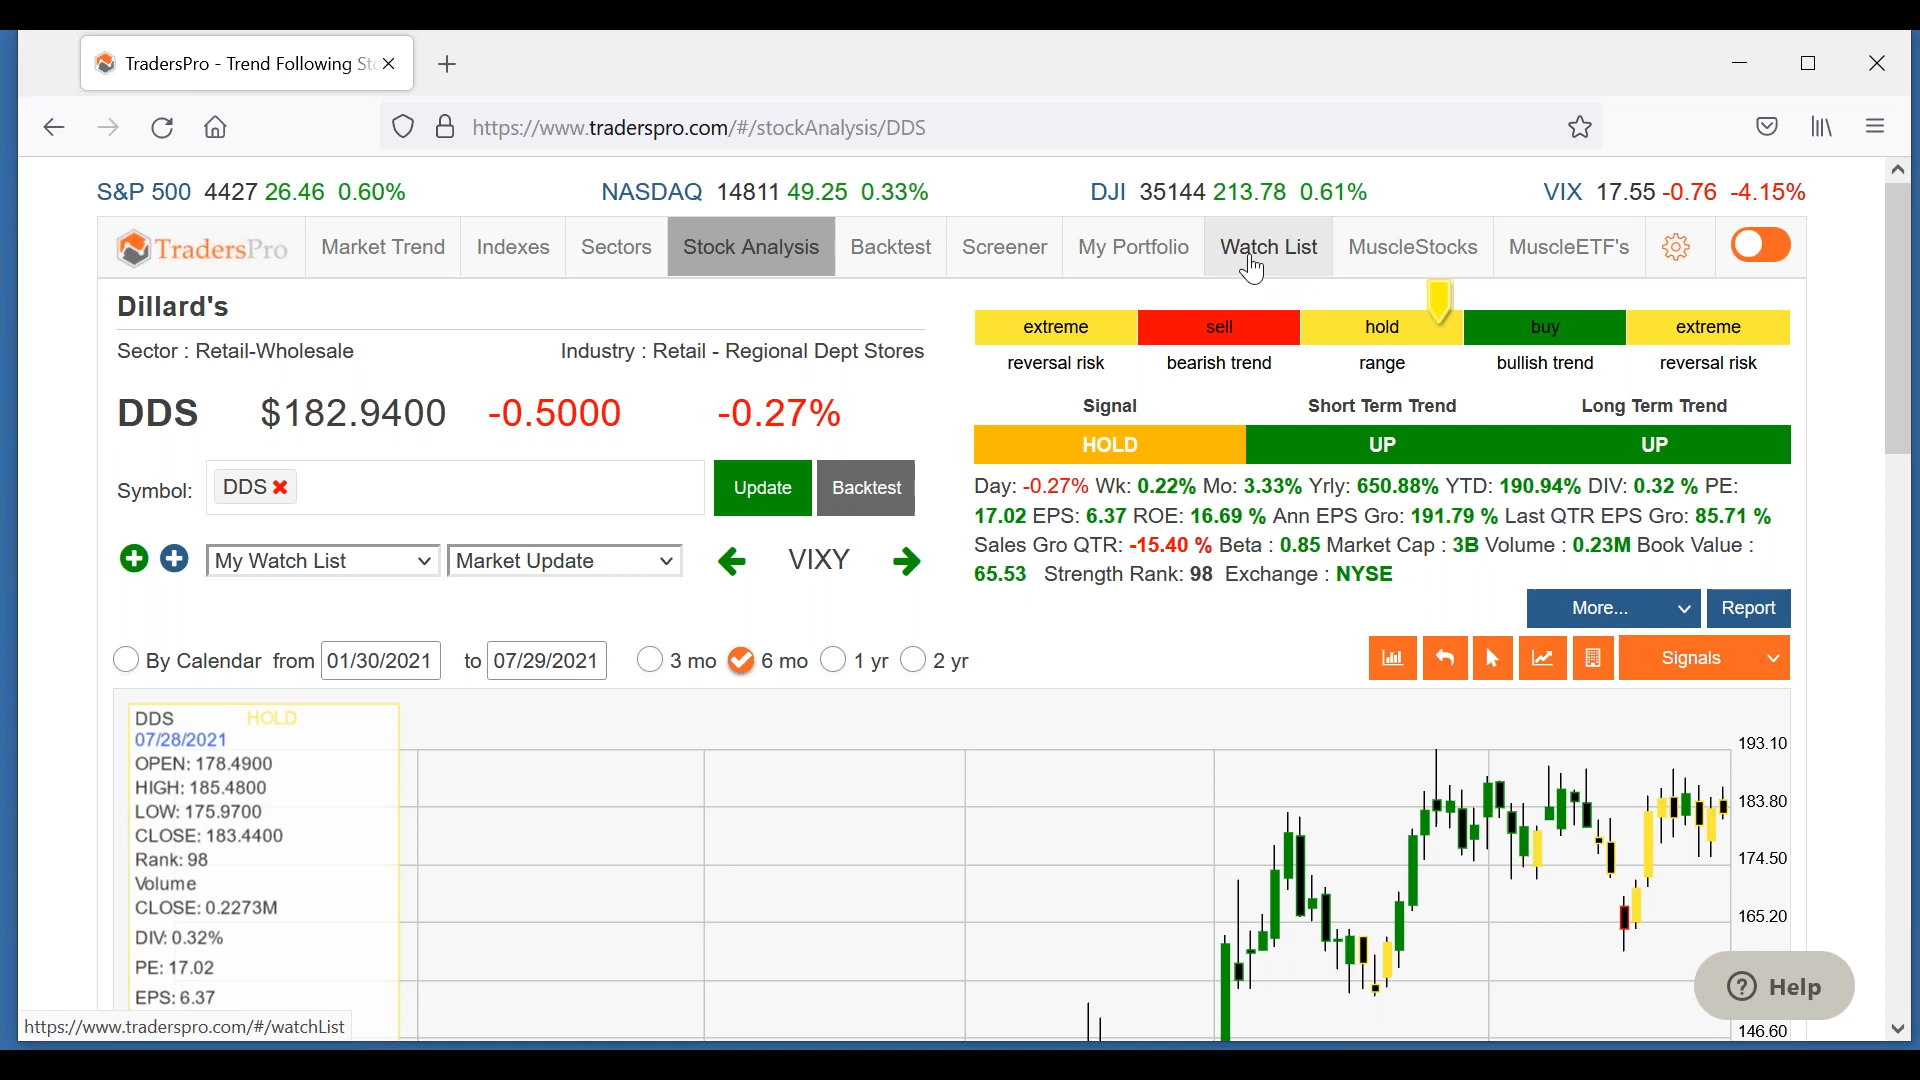 TradersPro - Trend Following Sto
https://www.traderspro.com/#/stockAnalysis/DDS
S&P 500 4427 26.46 0.60% NASDAQ 14811 49.25 0.33% DJI 35144 213.78 0.61% VIX 17.55 -0.76 -4.15%
TradersPro Market Trend Indexes Sectors Stock Analysis Backtest Screener My Portfolio Watch List MuscleStocks MuscleETF's
Dillard's
Sector : Retail-Wholesale Industry : Retail - Regional Dept Stores
DDS $182.9400 -0.5000 -0.27%
Symbol: DDS Update Backtest
My Watch List Market Update VIXY
extreme sell hold buy extreme
reversal risk bearish trend range bullish trend reversal risk
Signal Short Term Trend Long Term Trend
HOLD UP UP
Day: -0.27% Wk: 0.22% Mo: 3.33% Yrly: 650.88% YTD: 190.94% DIV: 0.32 % PE:
17.02 EPS: 6.37 ROE: 16.69 % Ann EPS Gro: 191.79 % Last QTR EPS Gro: 85.71 %
Sales Gro QTR: -15.40 % Beta : 0.85 Market Cap : 3B Volume : 0.23M Book Value :
65.53 Strength Rank: 98 Exchange : NYSE
More... Report
By Calendar from 01/30/2021 to 07/29/2021 3 mo 6 mo 1 yr 2 yr
Signals
DDS HOLD
07/28/2021
OPEN: 178.4900
HIGH: 185.4800
LOW: 175.9700
CLOSE: 183.4400
Rank: 98
Volume
CLOSE: 0.2273M
DIV: 0.32%
PE: 17.02
EPS: 6.37
193.10
183.80
174.50
165.20
146.60
Help
https://www.traderspro.com/#/watchList